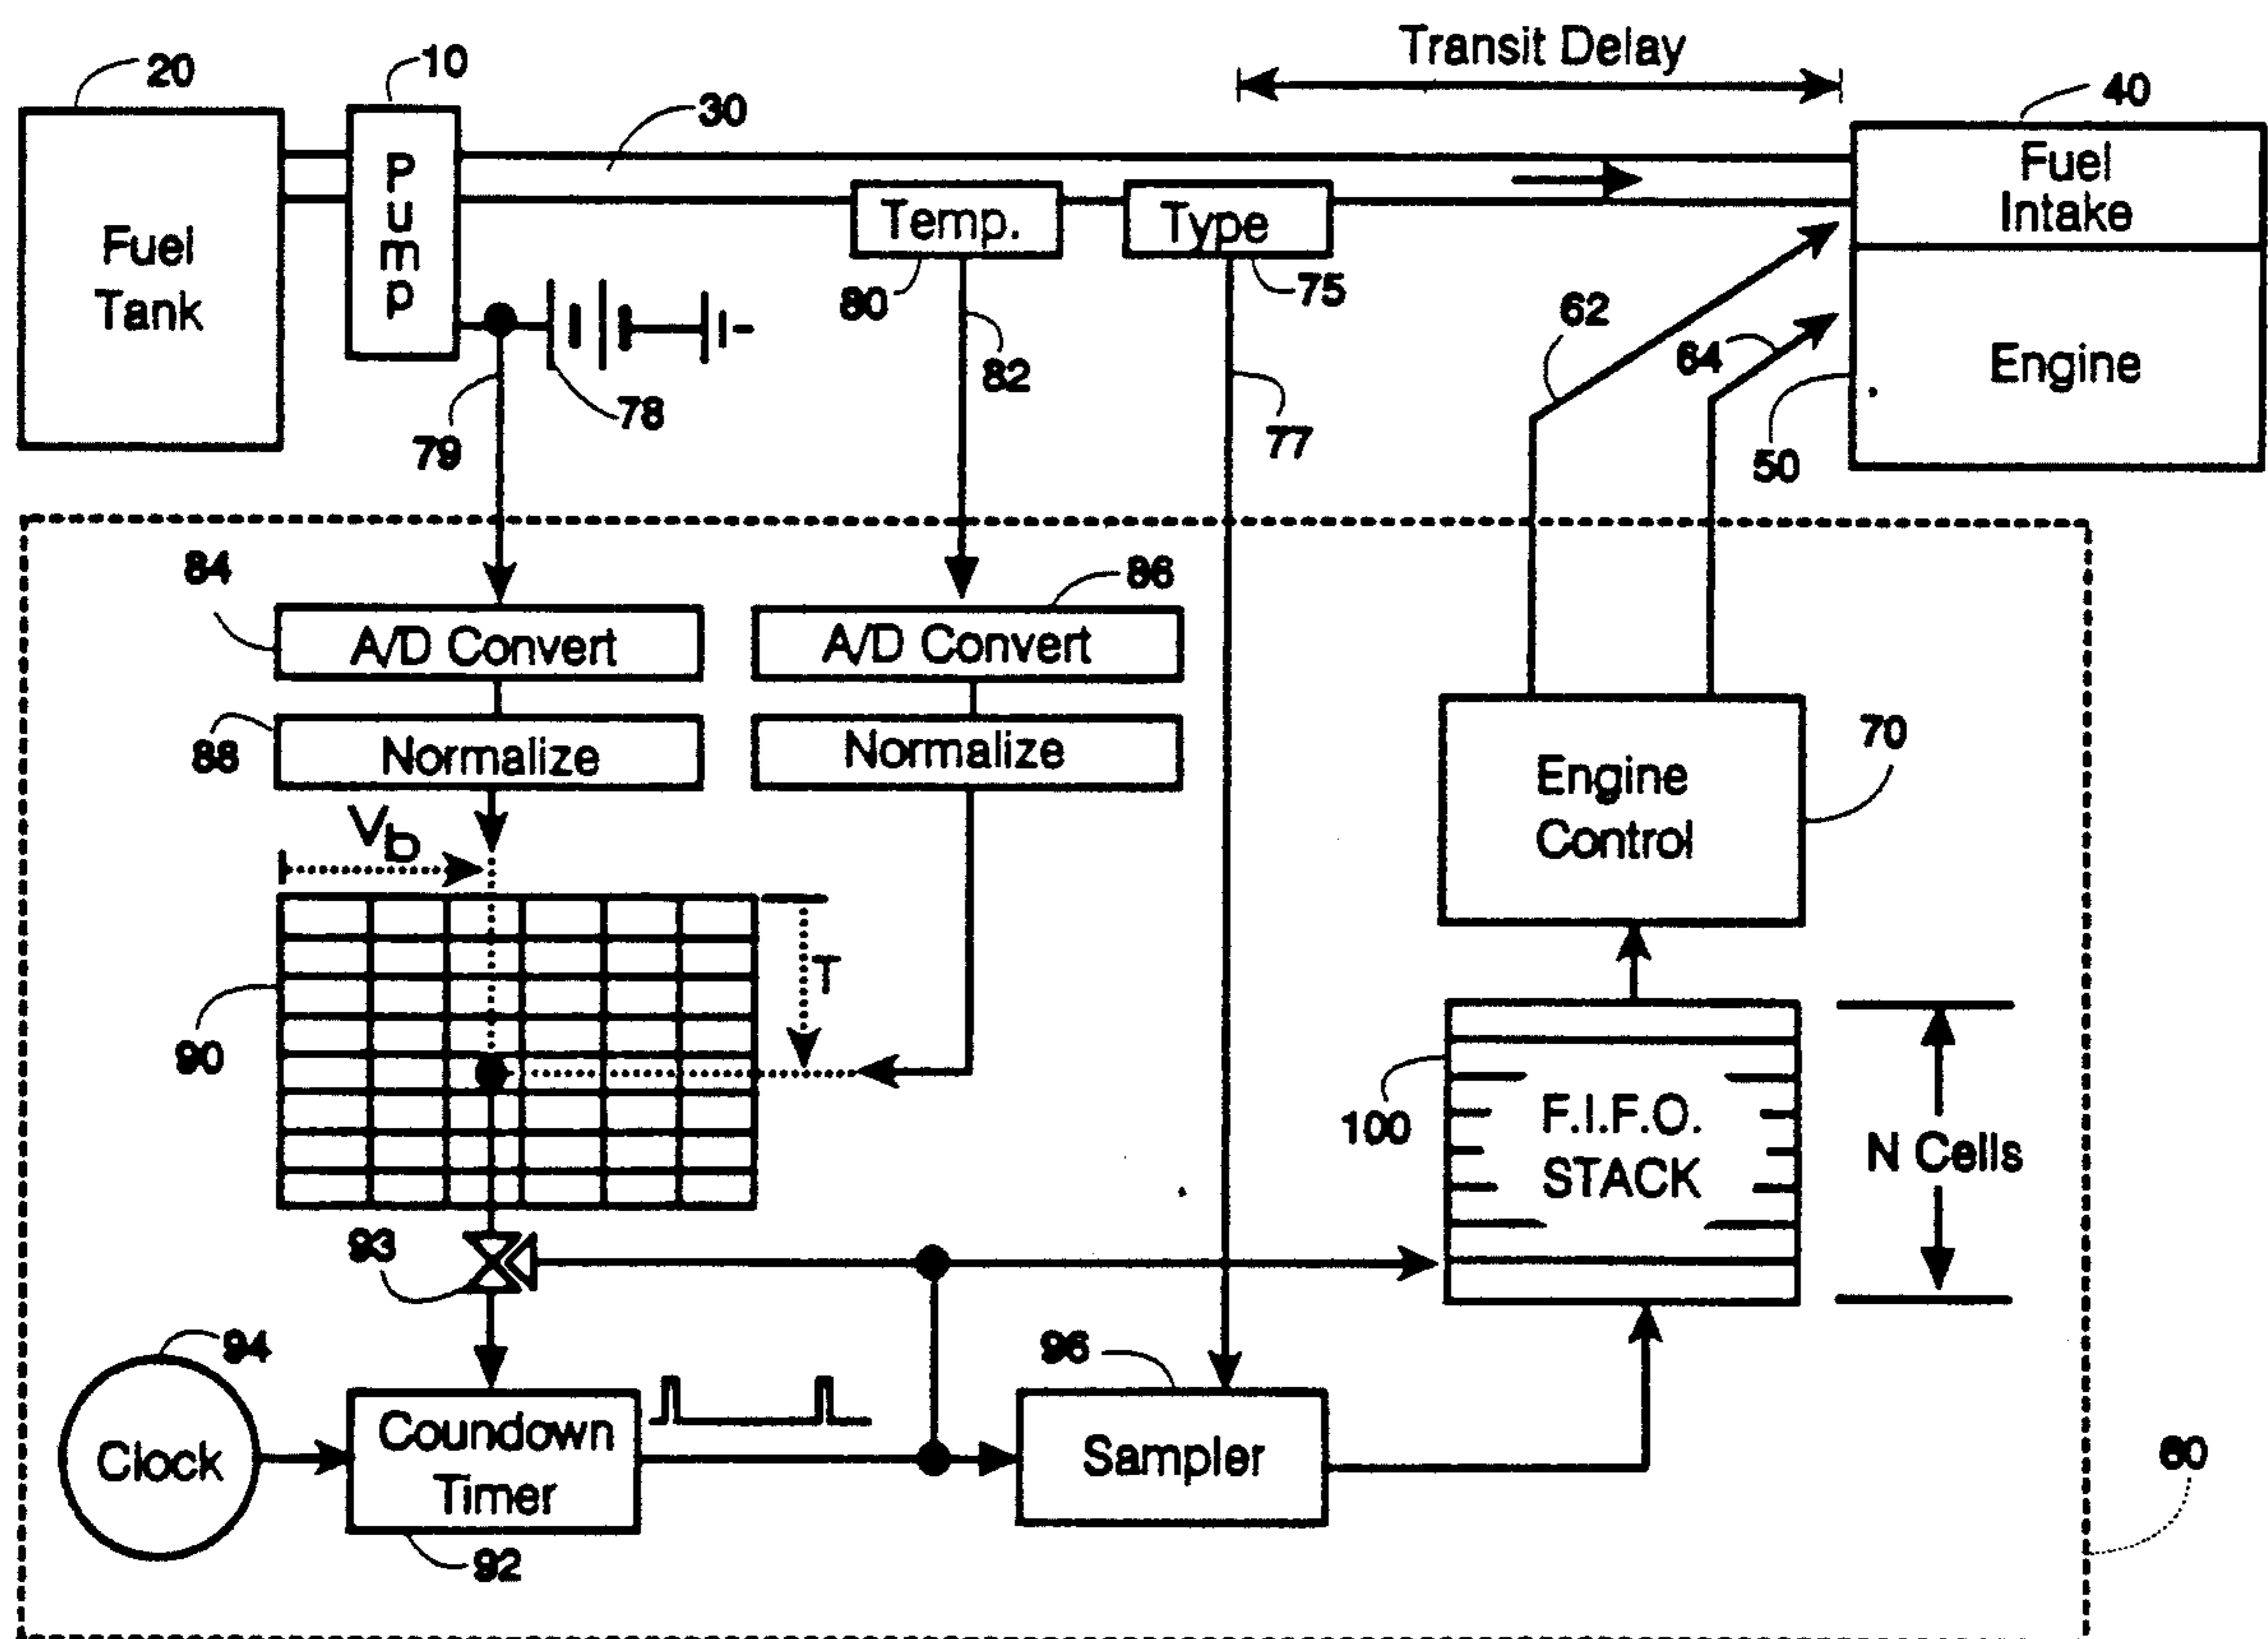 Transit Delay
20
10
30
40
Fuel
Tank
Pump
Temp.
Type
Fuel
Intake
80
75
62
64
82
78
79
77
50
Engine
84
86
A/D Convert
A/D Convert
88
Normalize
Normalize
70
Engine
Control
Vb
T
90
100
F.I.F.O.
STACK
N Cells
93
94
96
Clock
Coundown
Timer
Sampler
60
92